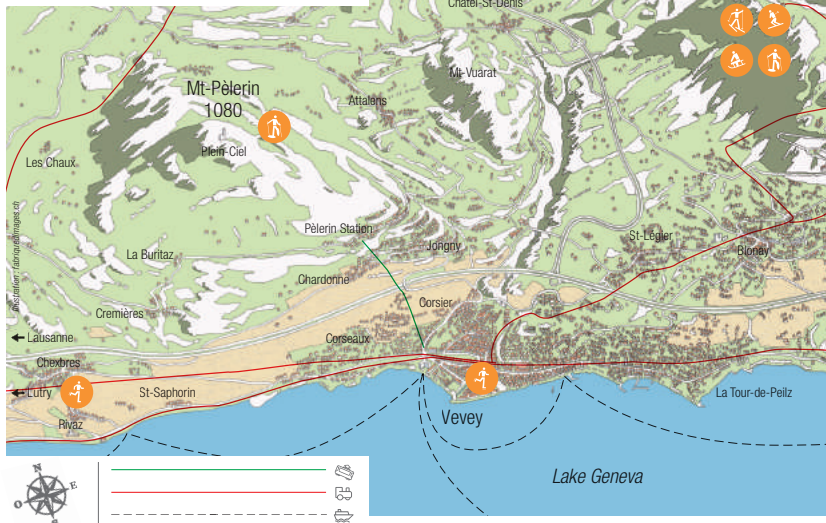 Châtel-St-Denis
Mt-Vuarat
Mt-Pèlerin
1080
Attalens
Plein-Ciel
Les Chaux
Illustration : fabriquedimages.ch
Pèlerin Station
Jongny
St-Légier
Blonay
La Buritaz
Chardonne
Corsier
Cremières
Lausanne
Corseaux
Chexbres
Lutry
St-Saphorin
La Tour-de-Peilz
Rivaz
Vevey
Lake Geneva
N
E
S
O